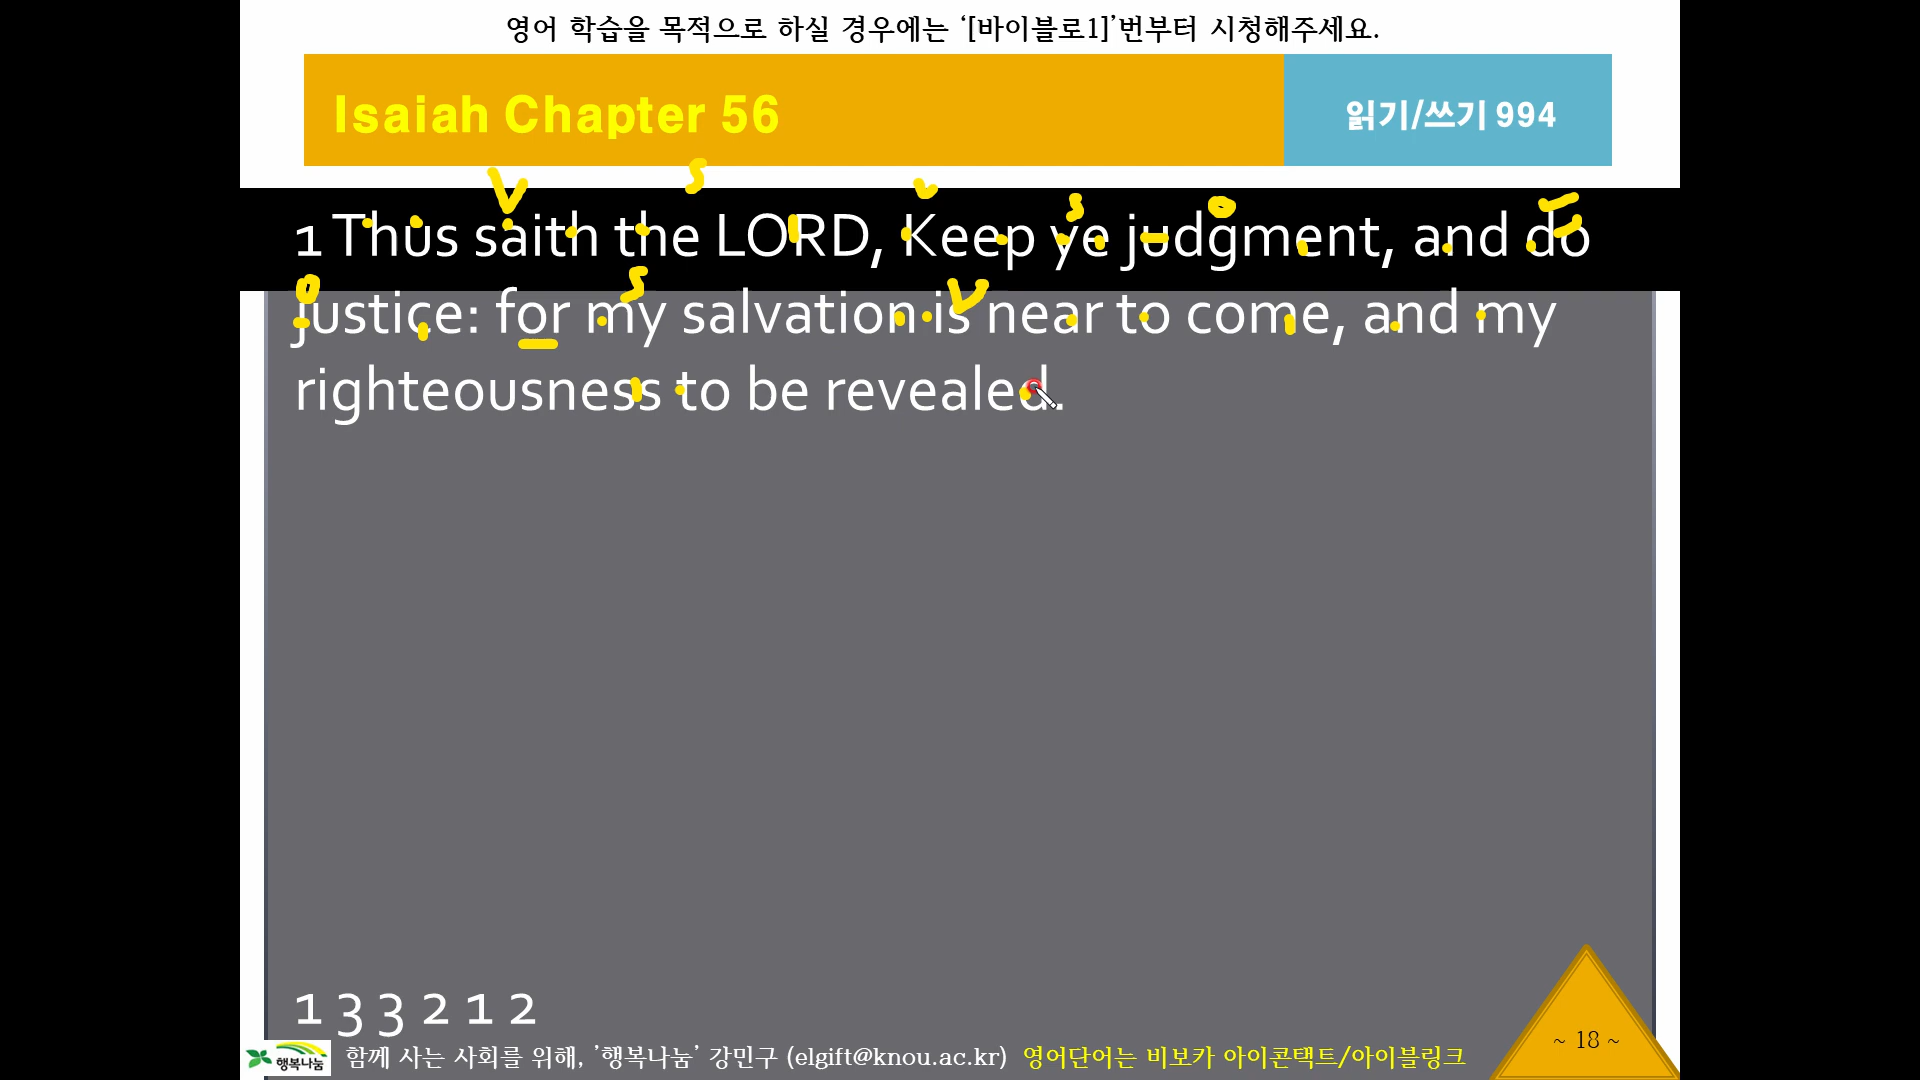 영어 학습을 목적으로 하실 경우에는 ‘[바이블로1]’번부터 시청해주세요.
Isaiah Chapter 56
읽기/쓰기 994
V s v s o =
1 Thus saith the LORD, Keep ye judgment, and do
o s v
justice: for my salvation is near to come, and my
righteousness to be revealed.
1 3 3 2 1 2
~ 18 ~
행복나눔 함께 사는 사회를 위해, ’행복나눔’ 강민구 (elgift@knou.ac.kr) 영어단어는 비보카 아이콘택트/아이블링크